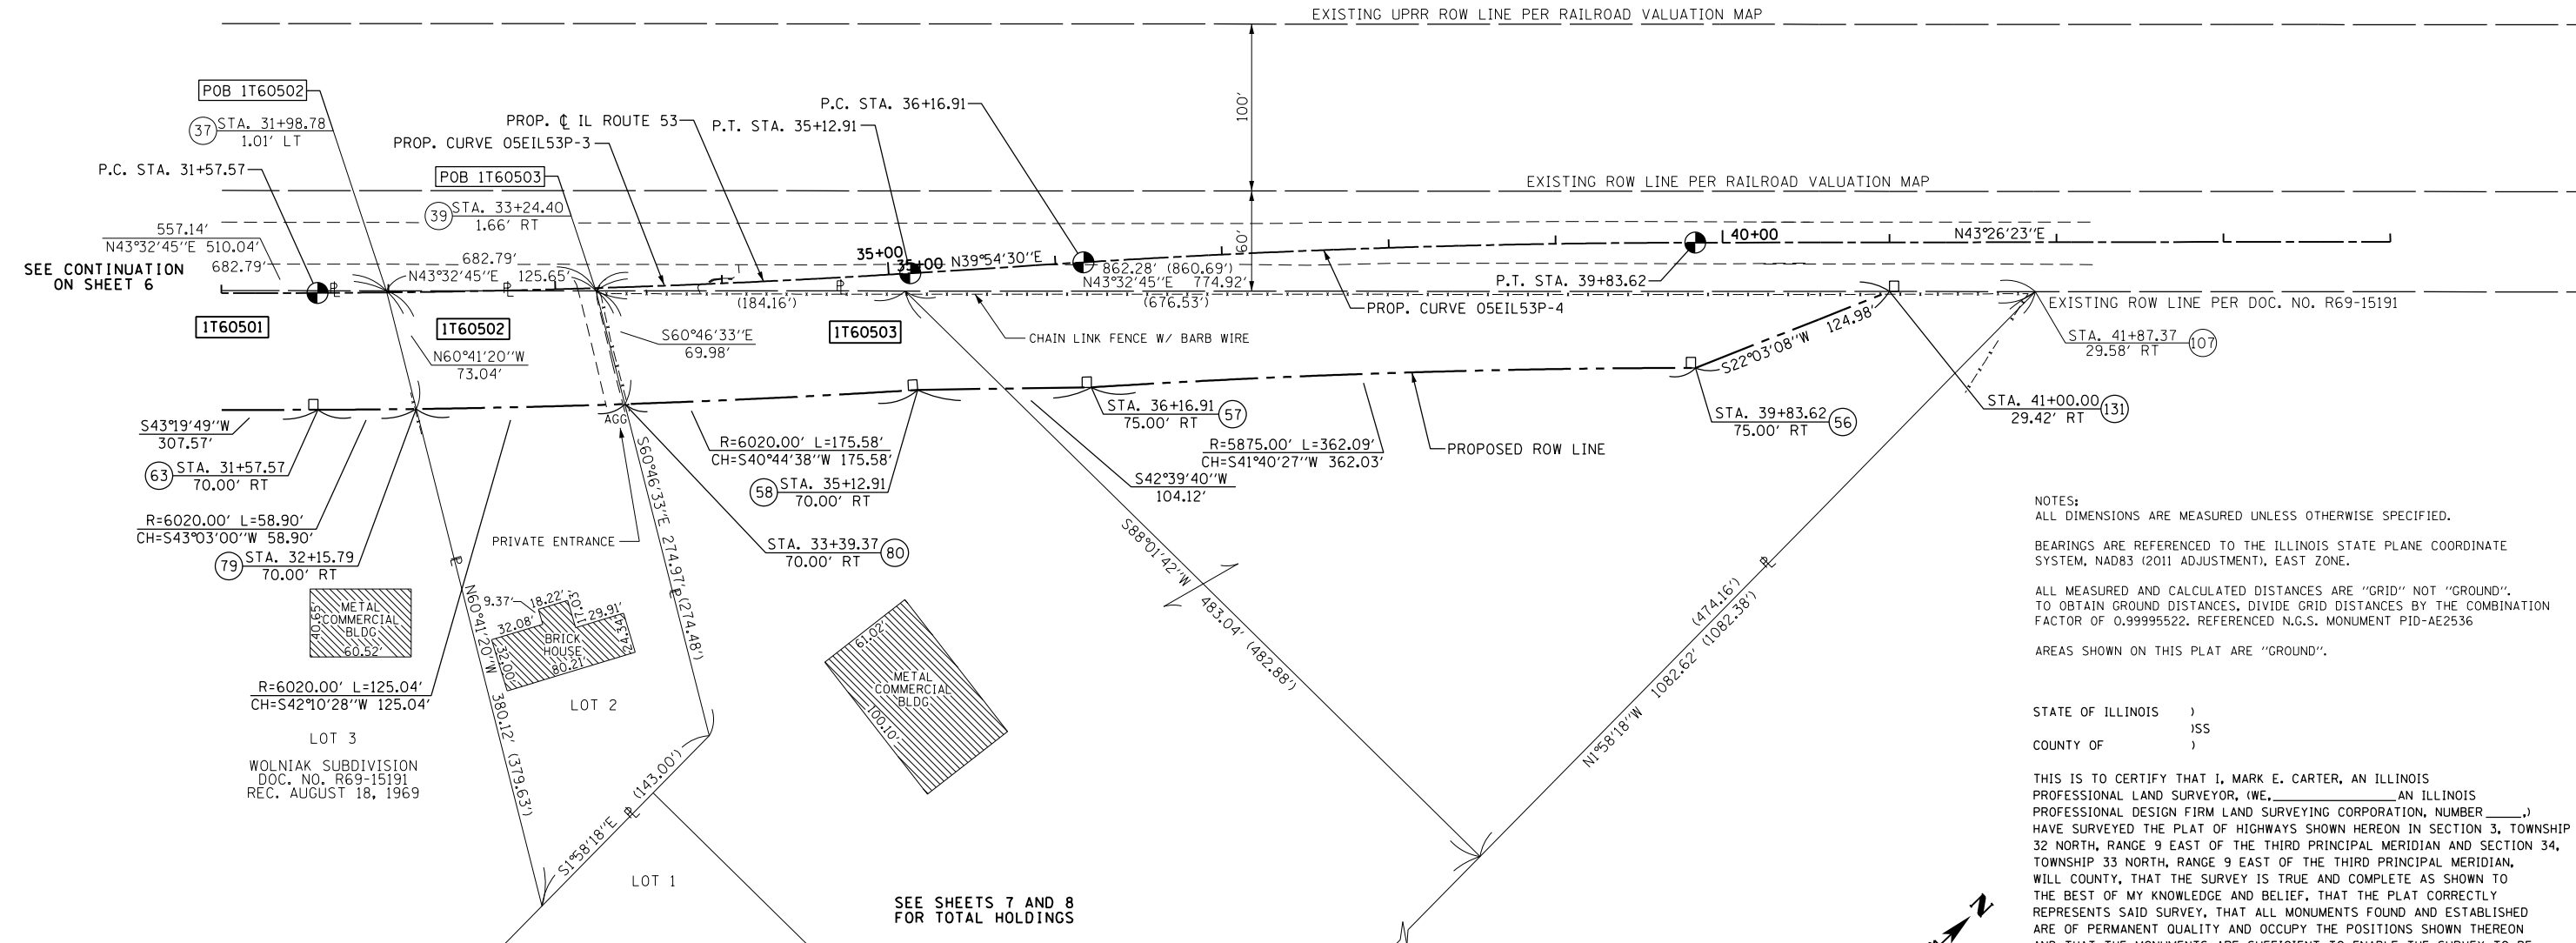 EXISTING UPRR ROW LINE PER RAILROAD VALUATION MAP
100'
EXISTING ROW LINE PER RAILROAD VALUATION MAP
60'
POB 1T60502
37
STA. 31+98.78
1.01' LT
P.C. STA. 31+57.57
PROP. ℄ IL ROUTE 53
PROP. CURVE 05EIL53P-3
P.C. STA. 36+16.91
P.T. STA. 35+12.91
POB 1T60503
39
STA. 33+24.40
1.66' RT
557.14'
N43°32'45"E 510.04'
682.79'
SEE CONTINUATION
ON SHEET 6
682.79'
N43°32'45"E 125.65'
35+00
35+00
N39°54'30"E
862.28' (860.69')
N43°32'45"E 774.92'
(676.53')
(184.16')
P.T. STA. 39+83.62
40+00
N43°26'23"E
PROP. CURVE 05EIL53P-4
EXISTING ROW LINE PER DOC. NO. R69-15191
1T60501
1T60502
1T60503
CHAIN LINK FENCE W/ BARB WIRE
S60°46'33"E
69.98'
N60°41'20"W
73.04'
S22°03'08"W 124.98'
STA. 41+87.37
29.58' RT
107
STA. 41+00.00
29.42' RT
131
STA. 39+83.62
75.00' RT
56
STA. 36+16.91
75.00' RT
57
S43°19'49"W
307.57'
63
STA. 31+57.57
70.00' RT
R=6020.00' L=58.90'
CH=S43°03'00"W 58.90'
79
STA. 32+15.79
70.00' RT
AGG
PRIVATE ENTRANCE
R=6020.00' L=175.58'
CH=S40°44'38"W 175.58'
58
STA. 35+12.91
70.00' RT
STA. 33+39.37
70.00' RT
80
R=5875.00' L=362.09'
CH=S41°40'27"W 362.03'
S42°39'40"W
104.12'
PROPOSED ROW LINE
S60°46'33"E 274.97' (274.48')
S88°01'42"W 483.04' (482.88')
(474.16')
N1°58'18"W 1082.62' (1082.38')
METAL
COMMERCIAL
BLDG
40.65'
60.52'
9.37'
18.22'
17.03'
29.91'
32.08'
24.34'
BRICK
HOUSE
32.00'
80.21'
N60°41'20"W 380.12' (379.63')
R=6020.00' L=125.04'
CH=S42°10'28"W 125.04'
LOT 2
LOT 3
WOLNIAK SUBDIVISION
DOC. NO. R69-15191
REC. AUGUST 18, 1969
61.02'
METAL
COMMERCIAL
BLDG
100.10'
S1°58'18"E (143.00')
LOT 1
SEE SHEETS 7 AND 8
FOR TOTAL HOLDINGS
N
NOTES:
ALL DIMENSIONS ARE MEASURED UNLESS OTHERWISE SPECIFIED.
BEARINGS ARE REFERENCED TO THE ILLINOIS STATE PLANE COORDINATE
SYSTEM, NAD83 (2011 ADJUSTMENT), EAST ZONE.
ALL MEASURED AND CALCULATED DISTANCES ARE "GRID" NOT "GROUND".
TO OBTAIN GROUND DISTANCES, DIVIDE GRID DISTANCES BY THE COMBINATION
FACTOR OF 0.99995522. REFERENCED N.G.S. MONUMENT PID-AE2536
AREAS SHOWN ON THIS PLAT ARE "GROUND".
STATE OF ILLINOIS )
)SS
COUNTY OF )
THIS IS TO CERTIFY THAT I, MARK E. CARTER, AN ILLINOIS
PROFESSIONAL LAND SURVEYOR, (WE,______________AN ILLINOIS
PROFESSIONAL DESIGN FIRM LAND SURVEYING CORPORATION, NUMBER ____,)
HAVE SURVEYED THE PLAT OF HIGHWAYS SHOWN HEREON IN SECTION 3, TOWNSHIP
32 NORTH, RANGE 9 EAST OF THE THIRD PRINCIPAL MERIDIAN AND SECTION 34,
TOWNSHIP 33 NORTH, RANGE 9 EAST OF THE THIRD PRINCIPAL MERIDIAN,
WILL COUNTY, THAT THE SURVEY IS TRUE AND COMPLETE AS SHOWN TO
THE BEST OF MY KNOWLEDGE AND BELIEF, THAT THE PLAT CORRECTLY
REPRESENTS SAID SURVEY, THAT ALL MONUMENTS FOUND AND ESTABLISHED
ARE OF PERMANENT QUALITY AND OCCUPY THE POSITIONS SHOWN THEREON
AND THAT THE MONUMENTS ARE SUFFICIENT TO ENABLE THE SURVEY TO BE